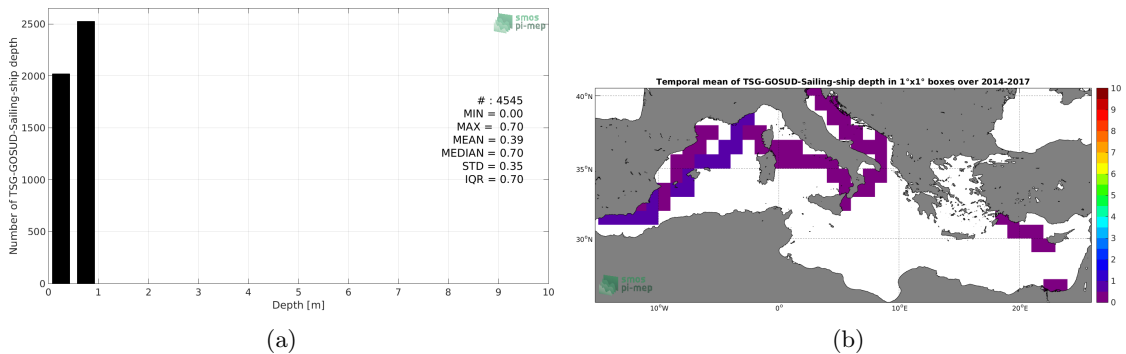 2500
2000
1500
1000
500
0
Number of TSG-GOSUD-Sailing-ship depth
smos
pi-mep
# : 4545
MIN = 0.00
MAX = 0.70
MEAN = 0.39
MEDIAN = 0.70
STD = 0.35
IQR = 0.70
0 1 2 3 4 5 6 7 8 9 10
Depth [m]
(a)
Temporal mean of TSG-GOSUD-Sailing-ship depth in 1°x1° boxes over 2014-2017
40°N
35°N
30°N
10°W 0° 10°E 20°E
smos
pi-mep
10
9
8
7
6
5
4
3
2
1
0
(b)